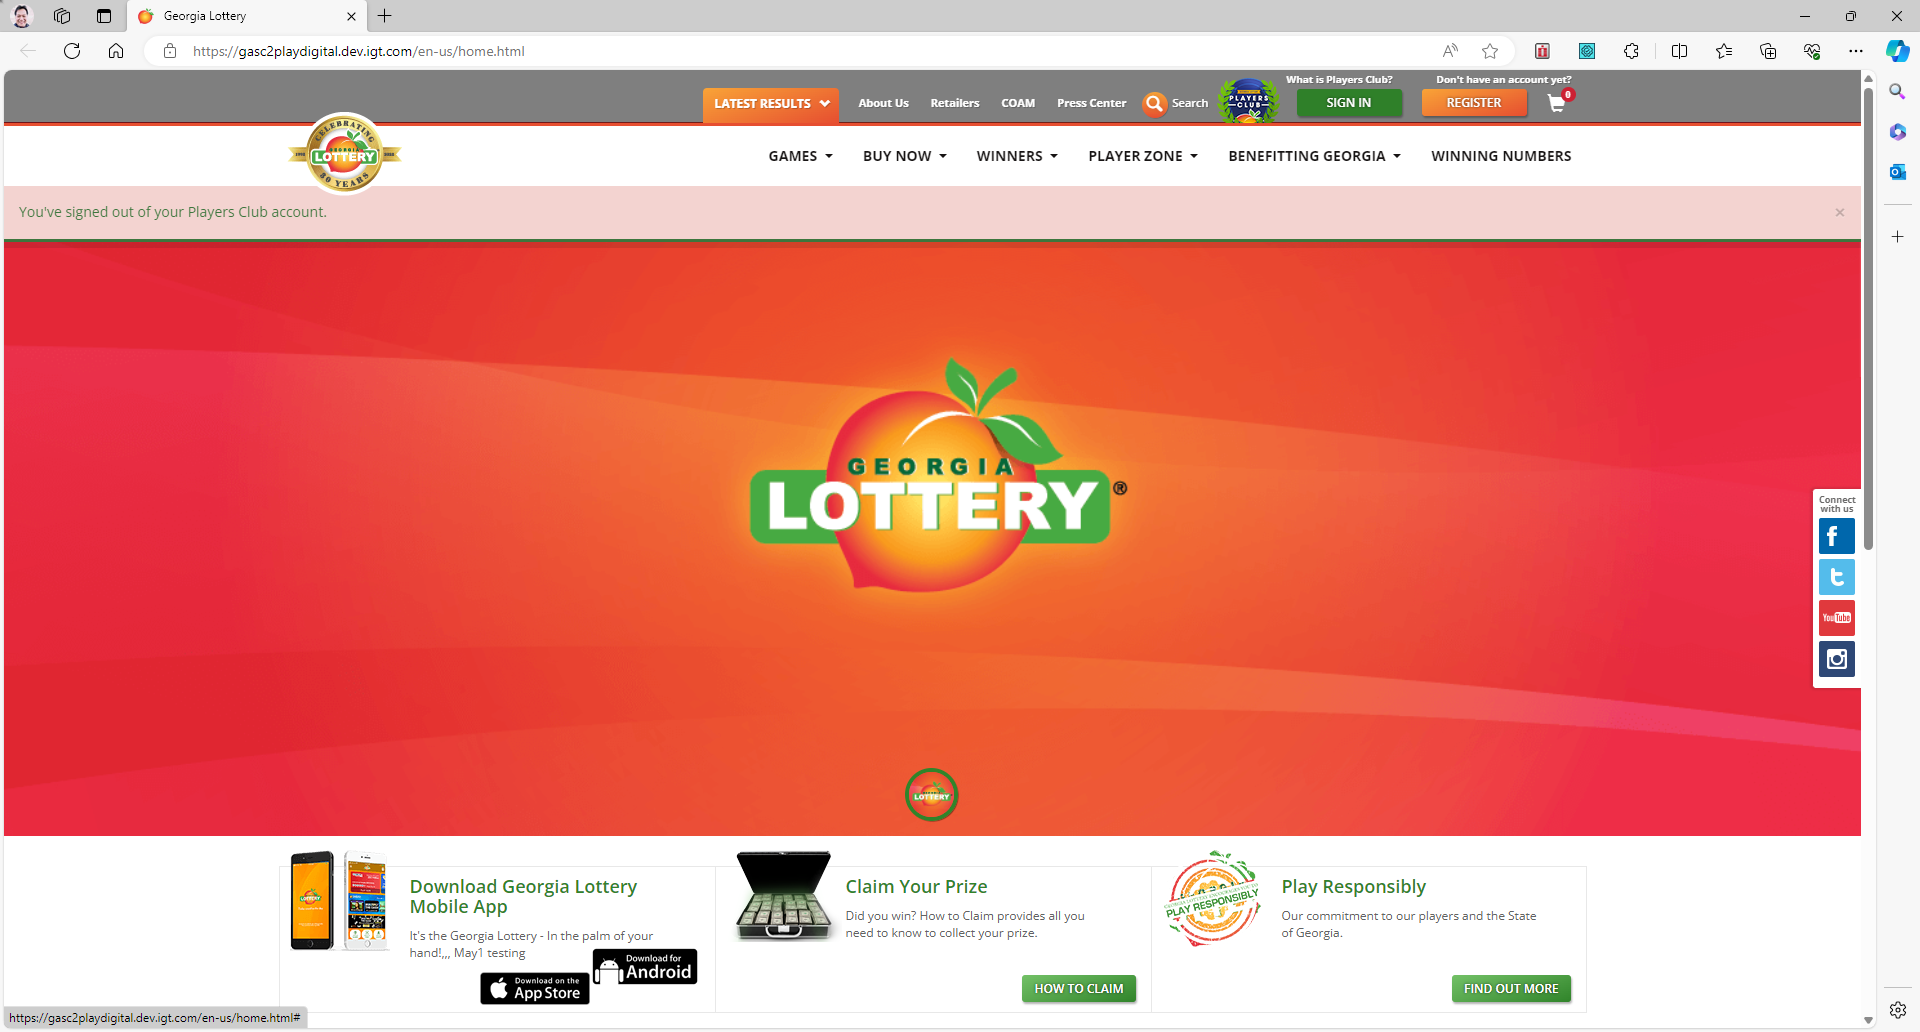 Georgia Lottery
https://gasc2playdigital.dev.igt.com/en-us/home.html
What is Players Club?
Don't have an account yet?
LATEST RESULTS
About Us
Retailers
COAM
Press Center
Search
PLAYERS
CLUB
SIGN IN
REGISTER
0
CELEBRATING
GEORGIA
LOTTERY
30 YEARS
GAMES
BUY NOW
WINNERS
PLAYER ZONE
BENEFITTING GEORGIA
WINNING NUMBERS
You've signed out of your Players Club account.
GEORGIA
LOTTERY®
Connect
with us
You Tube
LOTTERY
Download Georgia Lottery
Mobile App
It's the Georgia Lottery - In the palm of your
hand!,,, May1 testing
Download on the
App Store
Download for
Android
LOTTERY
Claim Your Prize
Did you win? How to Claim provides all you
need to know to collect your prize.
HOW TO CLAIM
PLAY RESPONSIBLY
Play Responsibly
Our commitment to our players and the State
of Georgia.
FIND OUT MORE
https://gasc2playdigital.dev.igt.com/en-us/home.html#